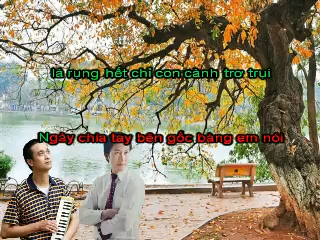 lá rụng hết chỉ còn cành trơ trụi
Ngày chia tay bên gốc bàng em nói